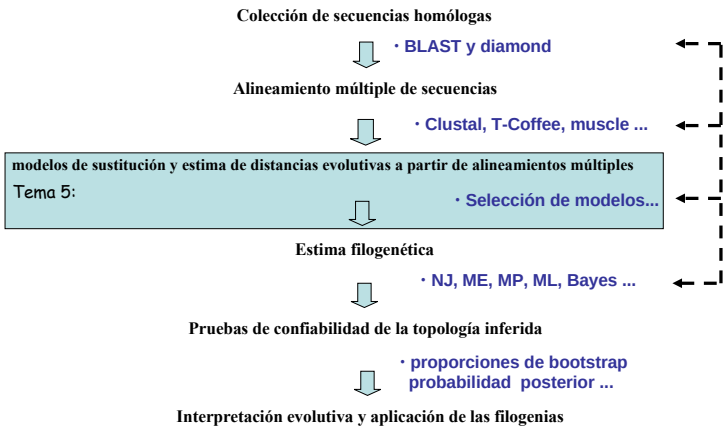 Colección de secuencias homólogas
· BLAST y diamond
Alineamiento múltiple de secuencias
· Clustal, T-Coffee, muscle ...
modelos de sustitución y estima de distancias evolutivas a partir de alineamientos múltiples
Tema 5:
· Selección de modelos...
Estima filogenética
· NJ, ME, MP, ML, Bayes ...
Pruebas de confiabilidad de la topología inferida
· proporciones de bootstrap
probabilidad posterior ...
Interpretación evolutiva y aplicación de las filogenias